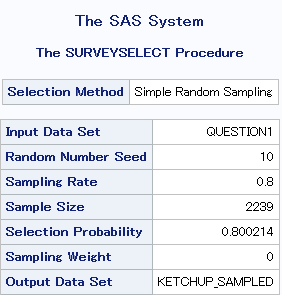 The SAS System
The SURVEYSELECT Procedure
Selection Method Simple Random Sampling
Input Data Set QUESTION1
Random Number Seed 10
Sampling Rate 0.8
Sample Size 2239
Selection Probability 0.800214
Sampling Weight 0
Output Data Set KETCHUP_SAMPLED